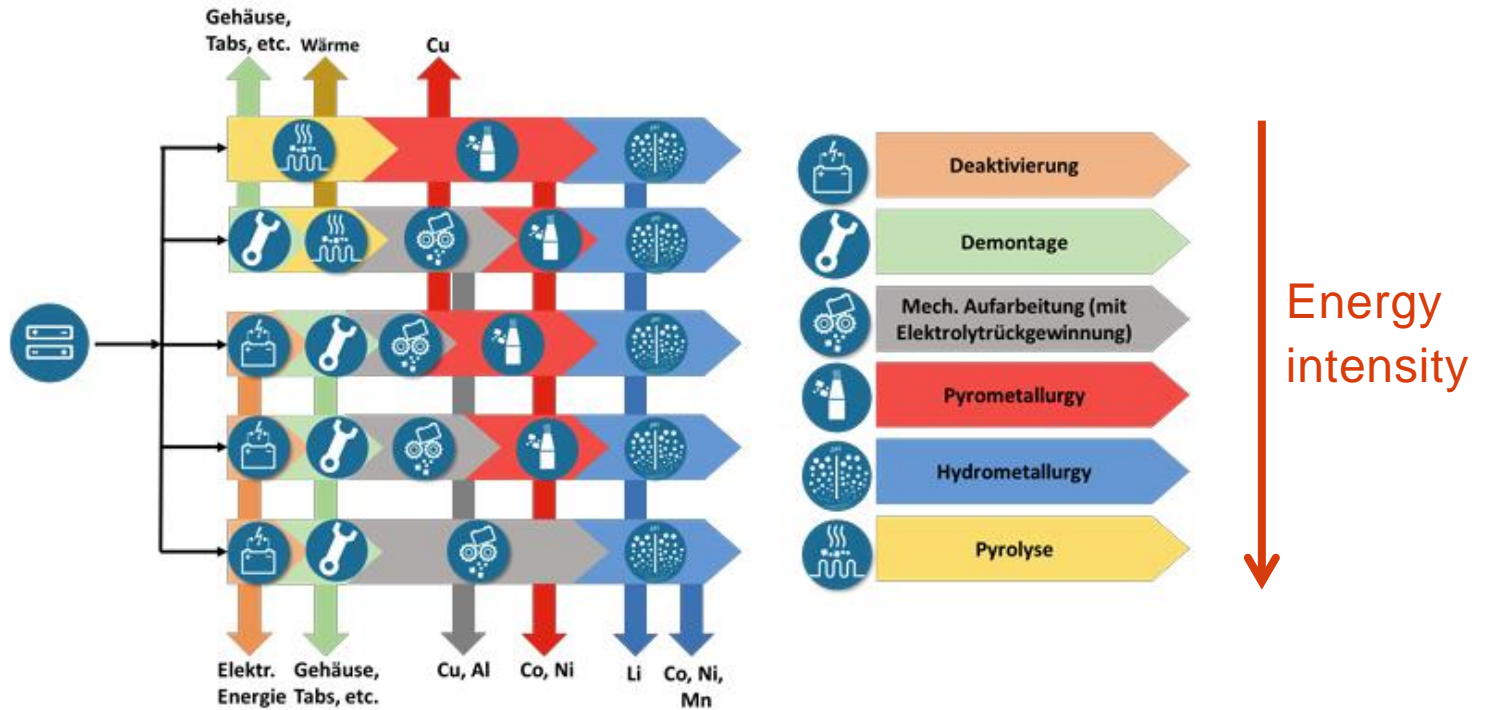 Gehäuse,
Tabs, etc.
Wärme
Cu
Deaktivierung
Demontage
Mech. Aufarbeitung (mit
Elektrolytrückgewinnung)
Pyrometallurgy
Hydrometallurgy
Pyrolyse
Energy
intensity
Elektr.
Energie
Gehäuse,
Tabs, etc.
Cu, Al
Co, Ni
Li
Co, Ni,
Mn